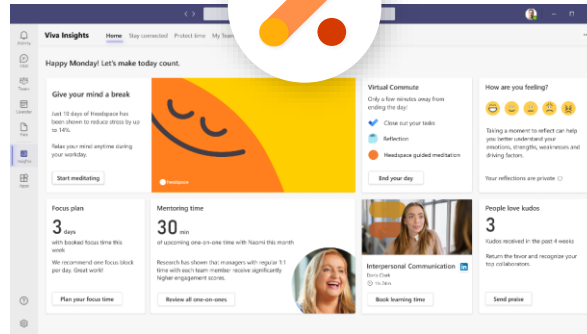 Viva Insights
Home
Stay connected
Protect time
My Team
Happy Monday! Let's make today count.
Give your mind a break
Just 10 days of Headspace has
been shown to reduce stress by up
to 14%.
Relax your mind anytime during
your workday.
Start meditating
headspace
Virtual Commute
Only a few minutes away from
ending the day!
Close out your tasks
Reflection
Headspace guided meditation
End your day
How are you feeling?
Taking a moment to reflect can help
you better understand your
emotions, strengths, weaknesses and
driving factors.
Your reflections are private
Focus plan
3 days
with booked focus time this
week
We recommend one focus block
per day. Great work!
Plan your focus time
Mentoring time
30 min
of upcoming one-on-one time with Naomi this month
Research has shown that managers with regular 1:1
time with each team member receive significantly
higher engagement scores.
Review all one-on-ones
Interpersonal Communication in
Book learning time
People love kudos
3
Kudos received in the past 4 weeks
Return the favor and recognize your
top collaborators.
Send praise
Teams
Calendar
Insights
Apps